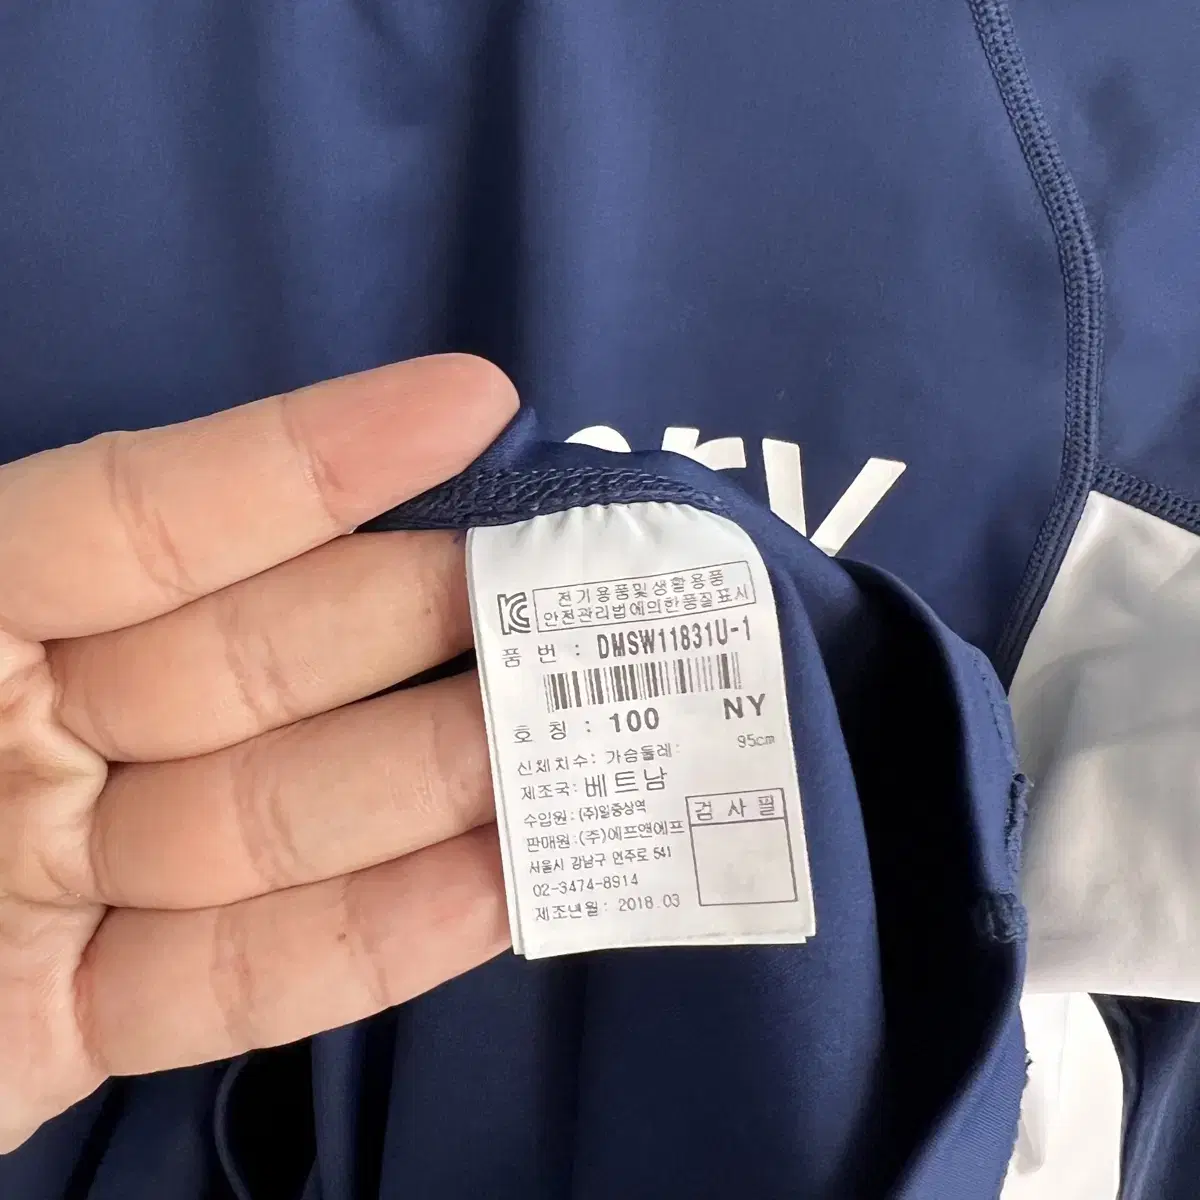 ery
KC
전기용품및생활용품
안전관리법에의한품질표시
품 번 : DMSW11831U-1
호 칭 : 100 NY
신체치수: 가슴둘레: 95cm
제조국: 베트남
수입원:(주)일중상역
검 사 필
판매원:(주)에프앤에프
서울시 강남구 언주로 541
02-3474-8914
제조년월: 2018.03